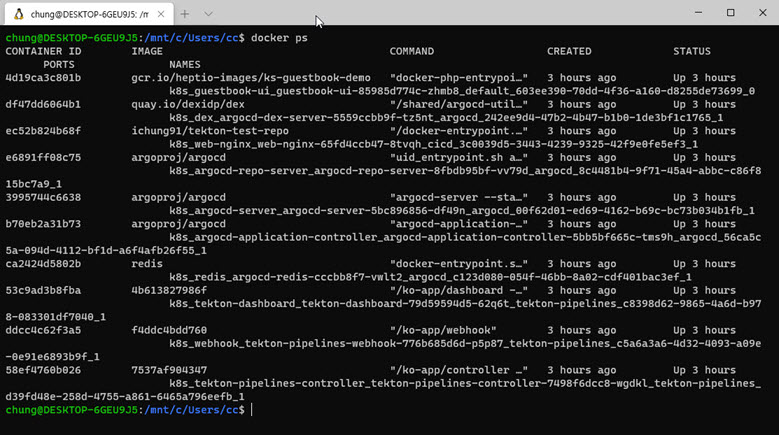 chung@DESKTOP-6GEU9J5: /m
chung@DESKTOP-6GEU9J5:/mnt/c/Users/cc$ docker ps
CONTAINER ID IMAGE COMMAND CREATED STATUS
PORTS NAMES
4d19ca3c801b gcr.io/heptio-images/ks-guestbook-demo "docker-php-entrypoi…" 3 hours ago Up 3 hours
k8s_guestbook-ui_guestbook-ui-85985d774c-zhmb8_default_603ee390-70dd-4f36-a160-d8255de73699_0
df47dd6064b1 quay.io/dexidp/dex "/shared/argocd-util…" 3 hours ago Up 3 hours
k8s_dex_argocd-dex-server-5559ccbb9f-tz5nt_argocd_242ee9d4-47b2-4b47-b1b0-1de3bf1c1765_1
ec52b824b68f ichung91/tekton-test-repo "/docker-entrypoint.…" 3 hours ago Up 3 hours
k8s_web-nginx_web-nginx-65fd4ccb47-8tvqh_cicd_3c0039d5-3443-4239-9325-42f9e0fe5ef3_1
e6891ff08c75 argoproj/argocd "uid_entrypoint.sh a…" 3 hours ago Up 3 hours
k8s_argocd-repo-server_argocd-repo-server-8fbdb95bf-vv79d_argocd_8c4481b4-9f71-45a4-abbc-c86f8
15bc7a9_1
3995744c6638 argoproj/argocd "argocd-server --sta…" 3 hours ago Up 3 hours
k8s_argocd-server_argocd-server-5bc896856-df49n_argocd_00f62d01-ed69-4162-b69c-bc73b034b1fb_1
b70eb2a31b73 argoproj/argocd "argocd-application-…" 3 hours ago Up 3 hours
k8s_argocd-application-controller_argocd-application-controller-5bb5bf665c-tms9h_argocd_56ca5c
5a-094d-4112-bf1d-a6f4afb26f55_1
ca2424d5802b redis "docker-entrypoint.s…" 3 hours ago Up 3 hours
k8s_redis_argocd-redis-cccbb8f7-vwlt2_argocd_c123d080-054f-46bb-8a02-cdf401bac3ef_1
53c9ad3b8fba 4b613827986f "/ko-app/dashboard -…" 3 hours ago Up 3 hours
k8s_tekton-dashboard_tekton-dashboard-79d59594d5-62q6t_tekton-pipelines_c8398d62-9865-4a6d-b97
8-083301df7040_1
ddcc4c62f3a5 f4ddc4bdd760 "/ko-app/webhook" 3 hours ago Up 3 hours
k8s_webhook_tekton-pipelines-webhook-776b685d6d-p5p87_tekton-pipelines_c5a6a3a6-4d32-4093-a09e
-0e91e6893b9f_1
58ef4760b026 7537af904347 "/ko-app/controller …" 3 hours ago Up 3 hours
k8s_tekton-pipelines-controller_tekton-pipelines-controller-7498f6dcc8-wgdkl_tekton-pipelines_
d39fd48e-258d-4755-a861-6465a796eefb_1
chung@DESKTOP-6GEU9J5:/mnt/c/Users/cc$